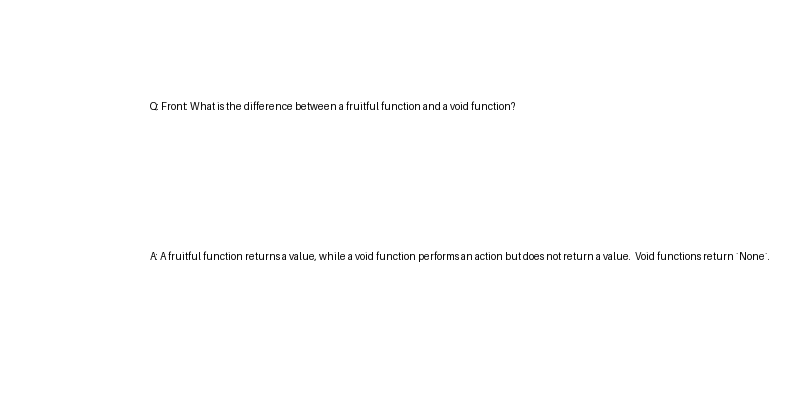 Q: Front: What is the difference between a fruitful function and a void function?
A: A fruitful function returns a value, while a void function performs an action but does not return a value.  Void functions return `None`.